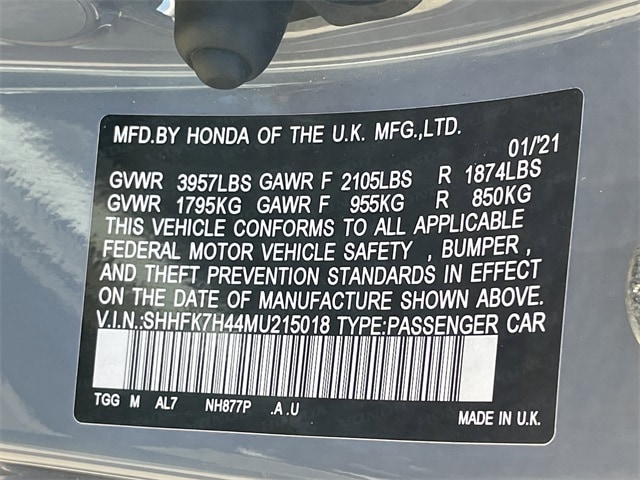 MFD.BY HONDA OF THE U.K. MFG.,LTD.
01/'21
GVWR 3957LBS GAWR F 2105LBS R 1874LBS
GVWR 1795KG GAWR F 955KG R 850KG
THIS VEHICLE CONFORMS TO ALL APPLICABLE
FEDERAL MOTOR VEHICLE SAFETY , BUMPER ,
AND THEFT PREVENTION STANDARDS IN EFFECT
ON THE DATE OF MANUFACTURE SHOWN ABOVE.
V.I.N.:SHHFK7H44MU215018 TYPE:PASSENGER CAR
TGG M AL7 NH877P .A .U
MADE IN U.K.